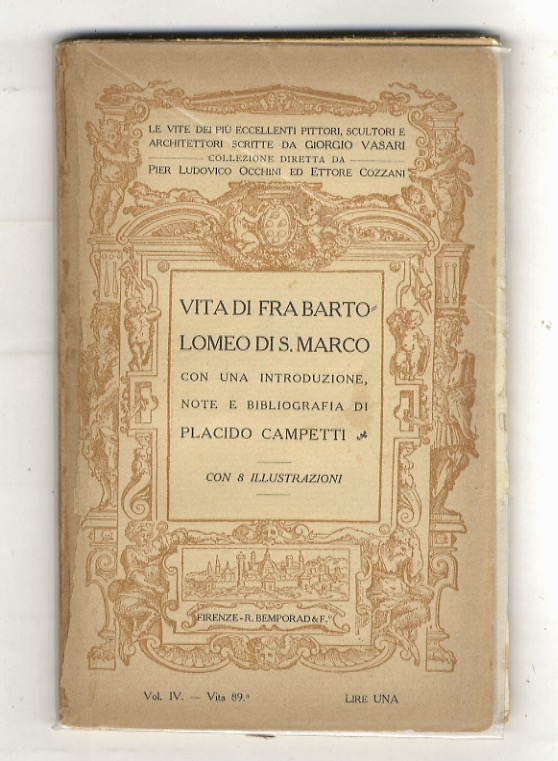 LE VITE DEI PIÙ ECCELLENTI PITTORI, SCULTORI E
ARCHITETTORI SCRITTE DA GIORGIO VASARI
COLLEZIONE DIRETTA DA
PIER LUDOVICO OCCHINI ED ETTORE COZZANI
VITA DI FRA BARTO=
LOMEO DI S. MARCO
CON UNA INTRODUZIONE,
NOTE E BIBLIOGRAFIA DI
PLACIDO CAMPETTI
CON 8 ILLUSTRAZIONI
FIRENZE-R. BEMPORAD & F.º
Vol. IV. — Vita 89.ª
LIRE UNA